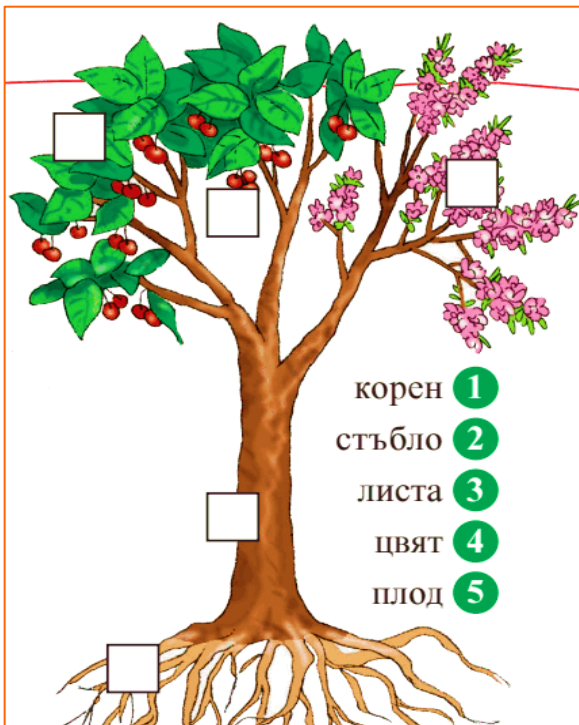 корен 1
стъбло 2
листа 3
цвят 4
плод 5